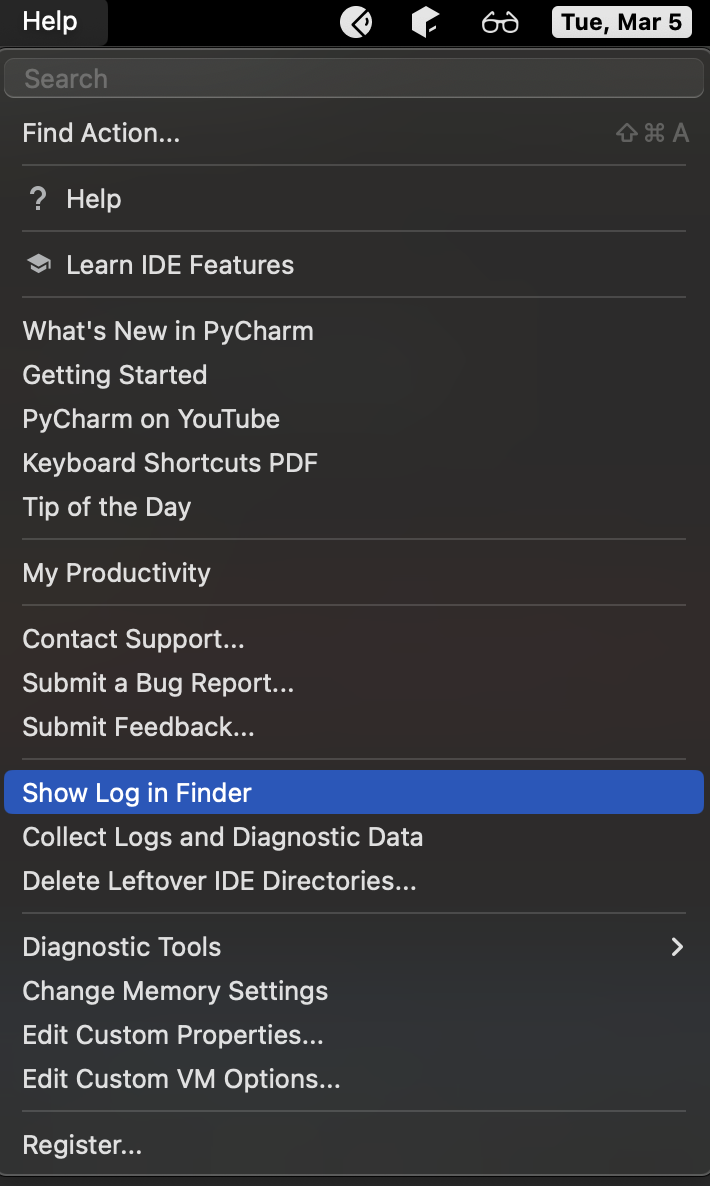 Help
Tue, Mar 5
Search
Find Action... ⇧⌘A
? Help
Learn IDE Features
What's New in PyCharm
Getting Started
PyCharm on YouTube
Keyboard Shortcuts PDF
Tip of the Day
My Productivity
Contact Support...
Submit a Bug Report...
Submit Feedback...
Show Log in Finder
Collect Logs and Diagnostic Data
Delete Leftover IDE Directories...
Diagnostic Tools
Change Memory Settings
Edit Custom Properties...
Edit Custom VM Options...
Register...